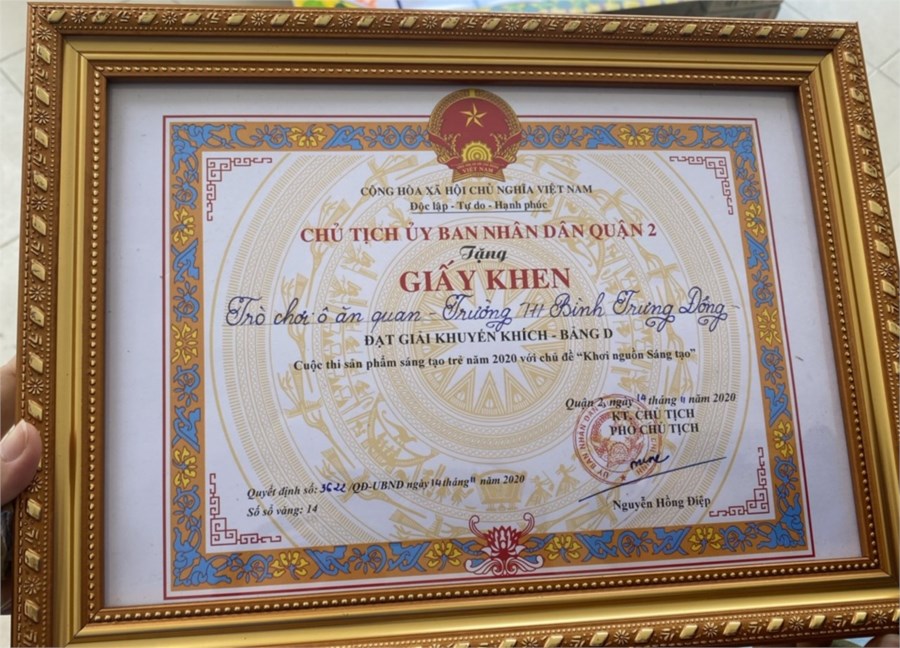 VIỆT NAM
CỘNG HÒA XÃ HỘI CHỦ NGHĨA VIỆT NAM
Độc lập - Tự do - Hạnh phúc
CHỦ TỊCH ỦY BAN NHÂN DÂN QUẬN 2
Tặng
GIẤY KHEN
Trò chơi ô ăn quan - Trường TH Bình Trưng Đông -
ĐẠT GIẢI KHUYẾN KHÍCH - BẢNG D
Cuộc thi sản phẩm sáng tạo trẻ năm 2020 với chủ đề “Khơi nguồn Sáng tạo”
Quận 2, ngày 14 tháng 11 năm 2020
KT. CHỦ TỊCH
PHÓ CHỦ TỊCH
Quyết định số: 3622 /QĐ-UBND ngày 14 tháng 11 năm 2020
Số sổ vàng: 14
Nguyễn Hồng Điệp